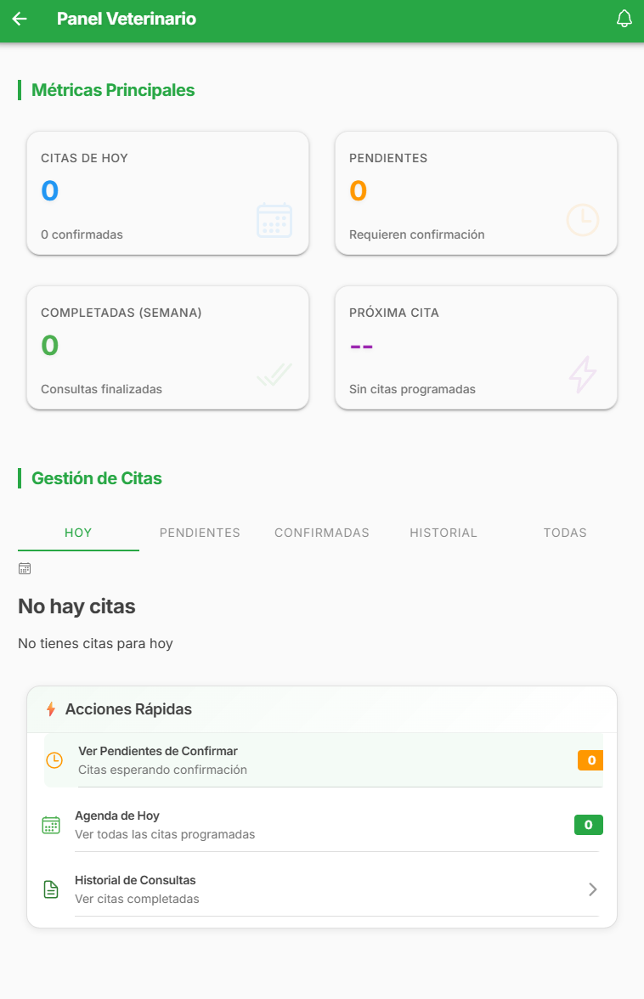 Panel Veterinario
Métricas Principales
CITAS DE HOY
0
0 confirmadas
PENDIENTES
0
Requieren confirmación
COMPLETADAS (SEMANA)
0
Consultas finalizadas
PRÓXIMA CITA
--
Sin citas programadas
Gestión de Citas
HOY PENDIENTES CONFIRMADAS HISTORIAL TODAS
No hay citas
No tienes citas para hoy
Acciones Rápidas
Ver Pendientes de Confirmar
Citas esperando confirmación
0
Agenda de Hoy
Ver todas las citas programadas
0
Historial de Consultas
Ver citas completadas